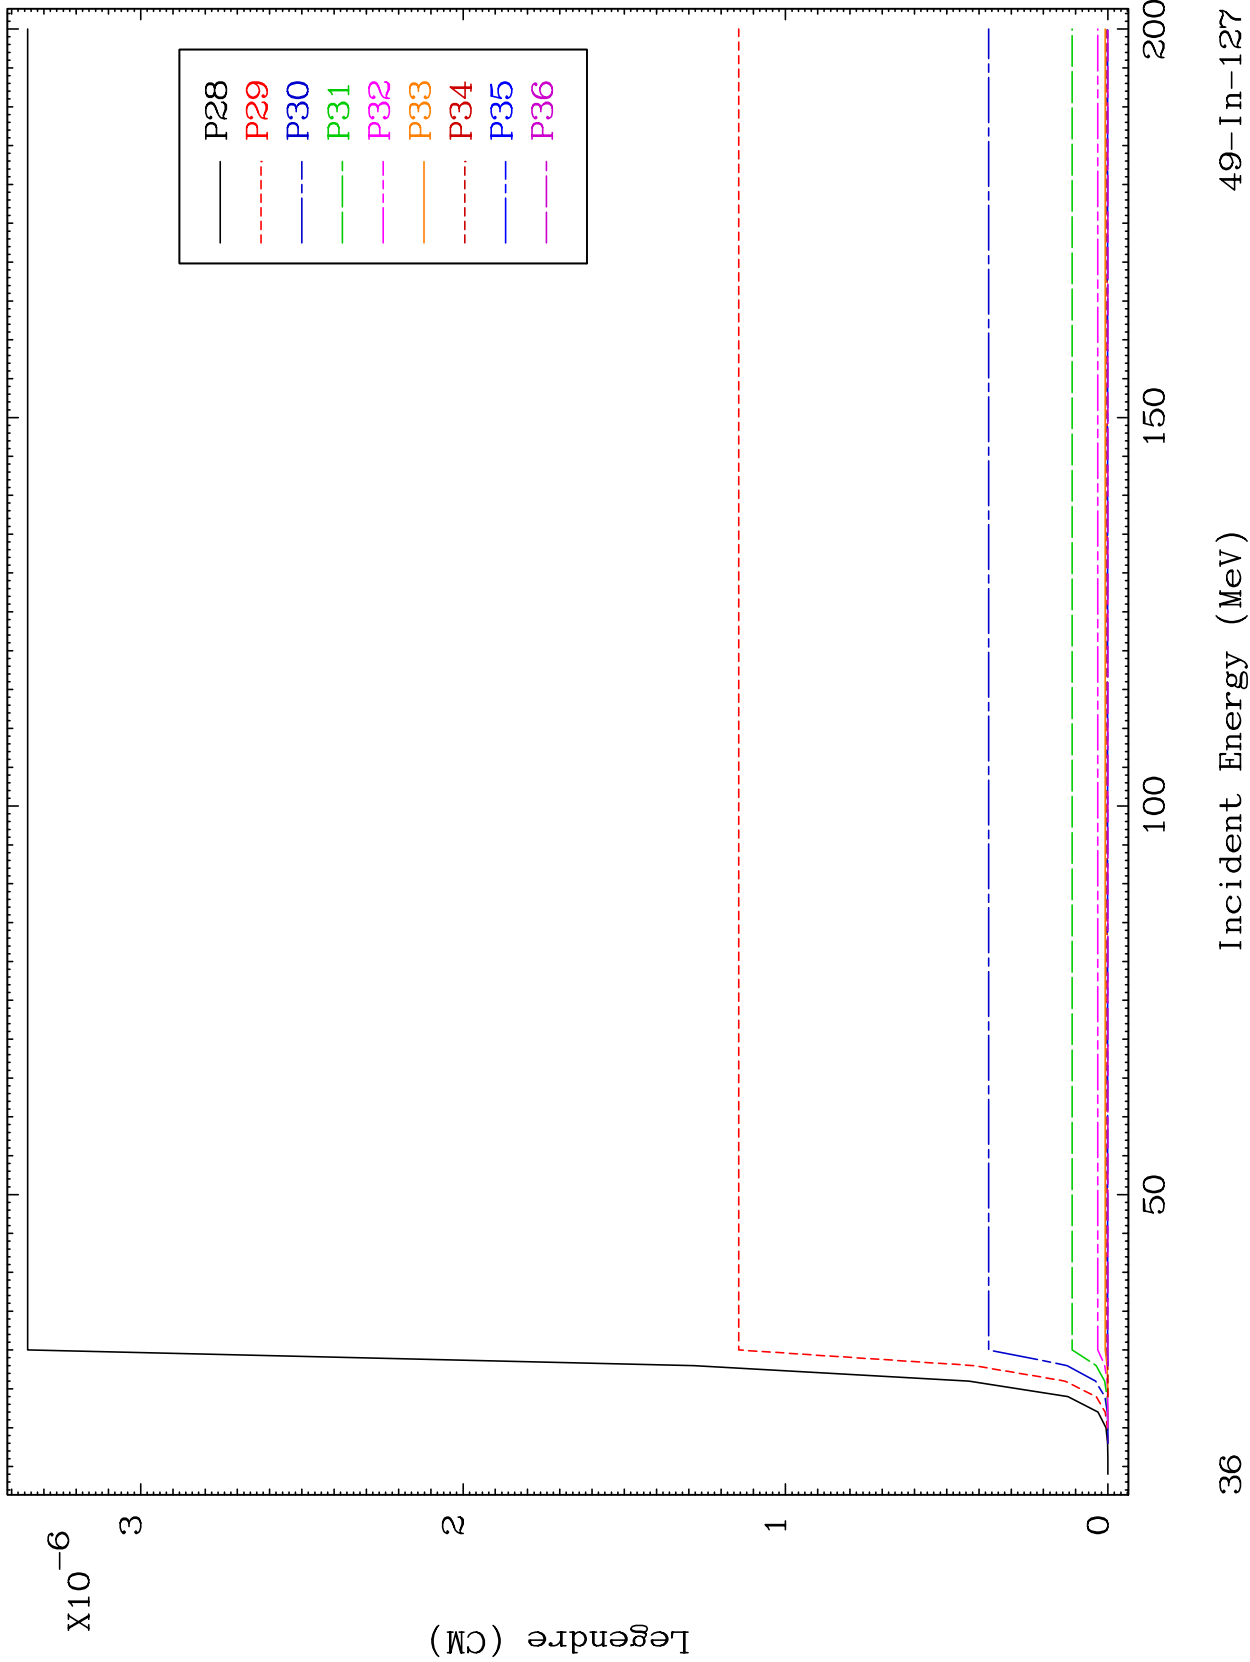 X10
-6
3
2
1
0
Legendre (CM)
P28
P29
P30
P31
P32
P33
P34
P35
P36
50
100
150
200
36
Incident Energy (MeV)
49-In-127